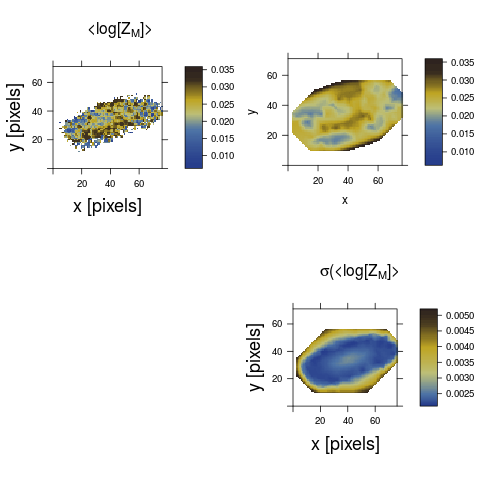 <log[Z_M]>
60
40
20
20 40 60
x [pixels]
y [pixels]
0.035
0.030
0.025
0.020
0.015
0.010
60
40
20
20 40 60
x
y
0.035
0.030
0.025
0.020
0.015
0.010
σ(<log[Z_M]>
60
40
20
20 40 60
x [pixels]
y [pixels]
0.0050
0.0045
0.0040
0.0035
0.0030
0.0025